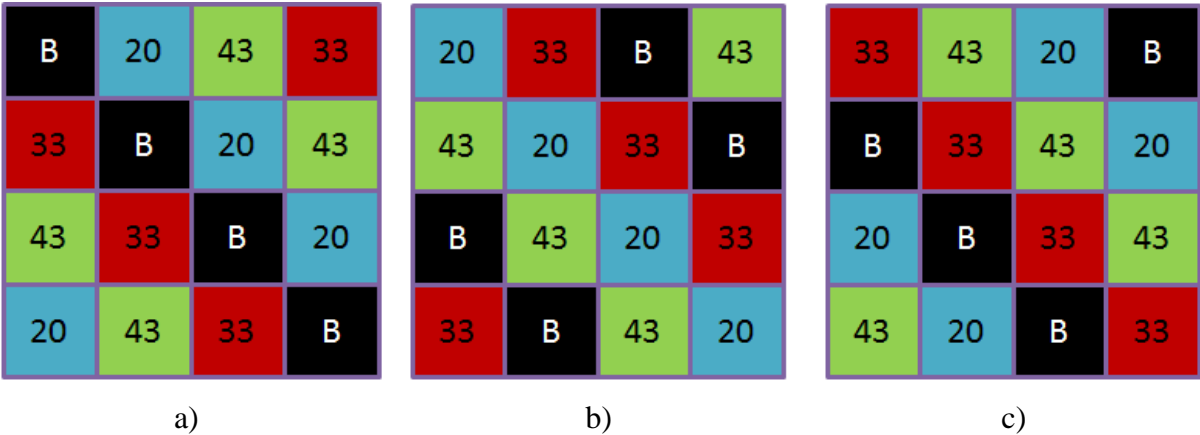 B 20 43 33 20 33 B 43 33 43 20 B
33 B 20 43 43 20 33 B B 33 43 20
43 33 B 20 B 43 20 33 20 B 33 43
20 43 33 B 33 B 43 20 43 20 B 33
a) b) c)